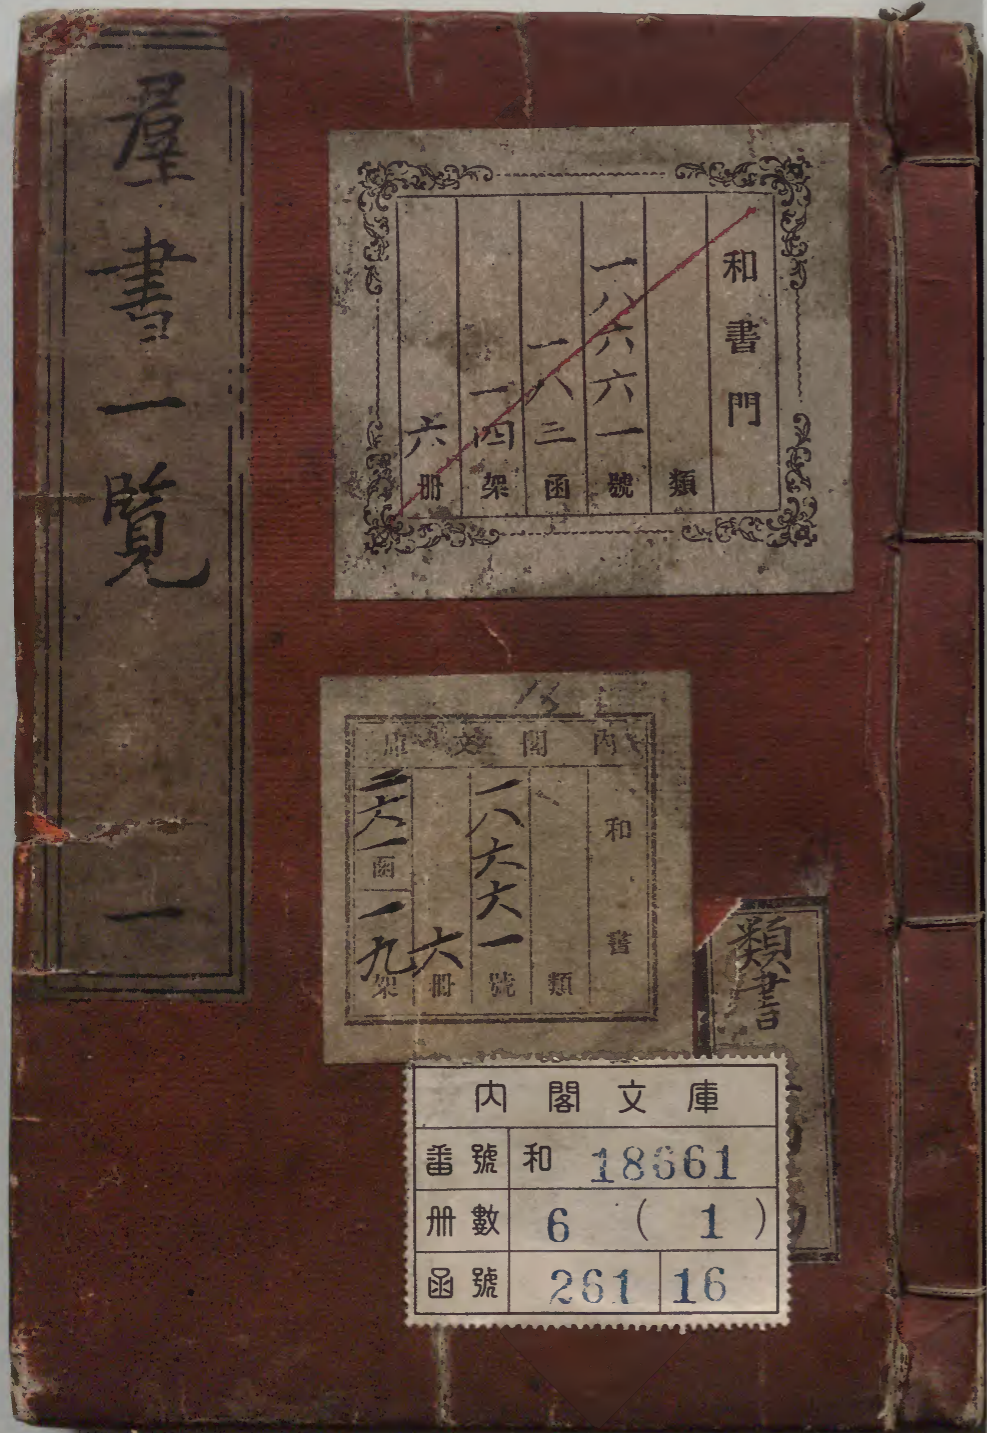 羣書一覧 一
和書門
類
一八六六一號
一八三函
一四架
六冊
内閣文庫
和書
類
一八六六一號
六冊
二六一函
一九架
類書
内閣文庫
番號 和 18661
冊數 6 ( 1 )
函號 261 16